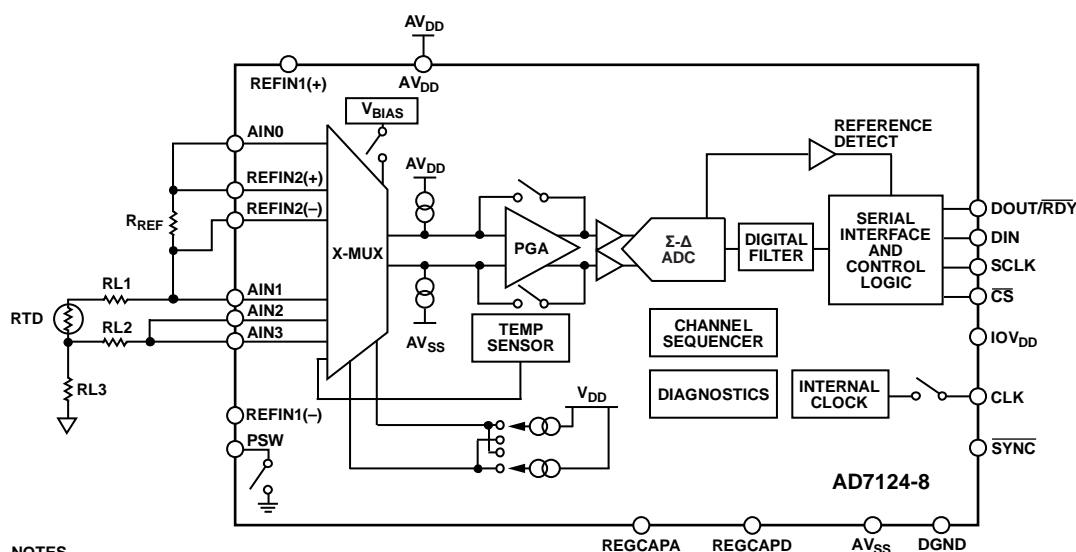 AVDD
REFIN1(+)
AVDD
VBIAS
REFERENCE
DETECT
AIN0
AVDD
REFIN2(+)
DOUT/RDY
RREF
REFIN2(–)
X-MUX
PGA
Σ-Δ
ADC
DIGITAL
FILTER
SERIAL
INTERFACE
AND
CONTROL
LOGIC
DIN
SCLK
CS
RL1
AIN1
RTD
RL2
AIN2
AIN3
AVSS
TEMP
SENSOR
CHANNEL
SEQUENCER
IOVDD
RL3
VDD
DIAGNOSTICS
INTERNAL
CLOCK
CLK
REFIN1(–)
PSW
SYNC
AD7124-8
NOTES
REGCAPA
REGCAPD
AVSS
DGND